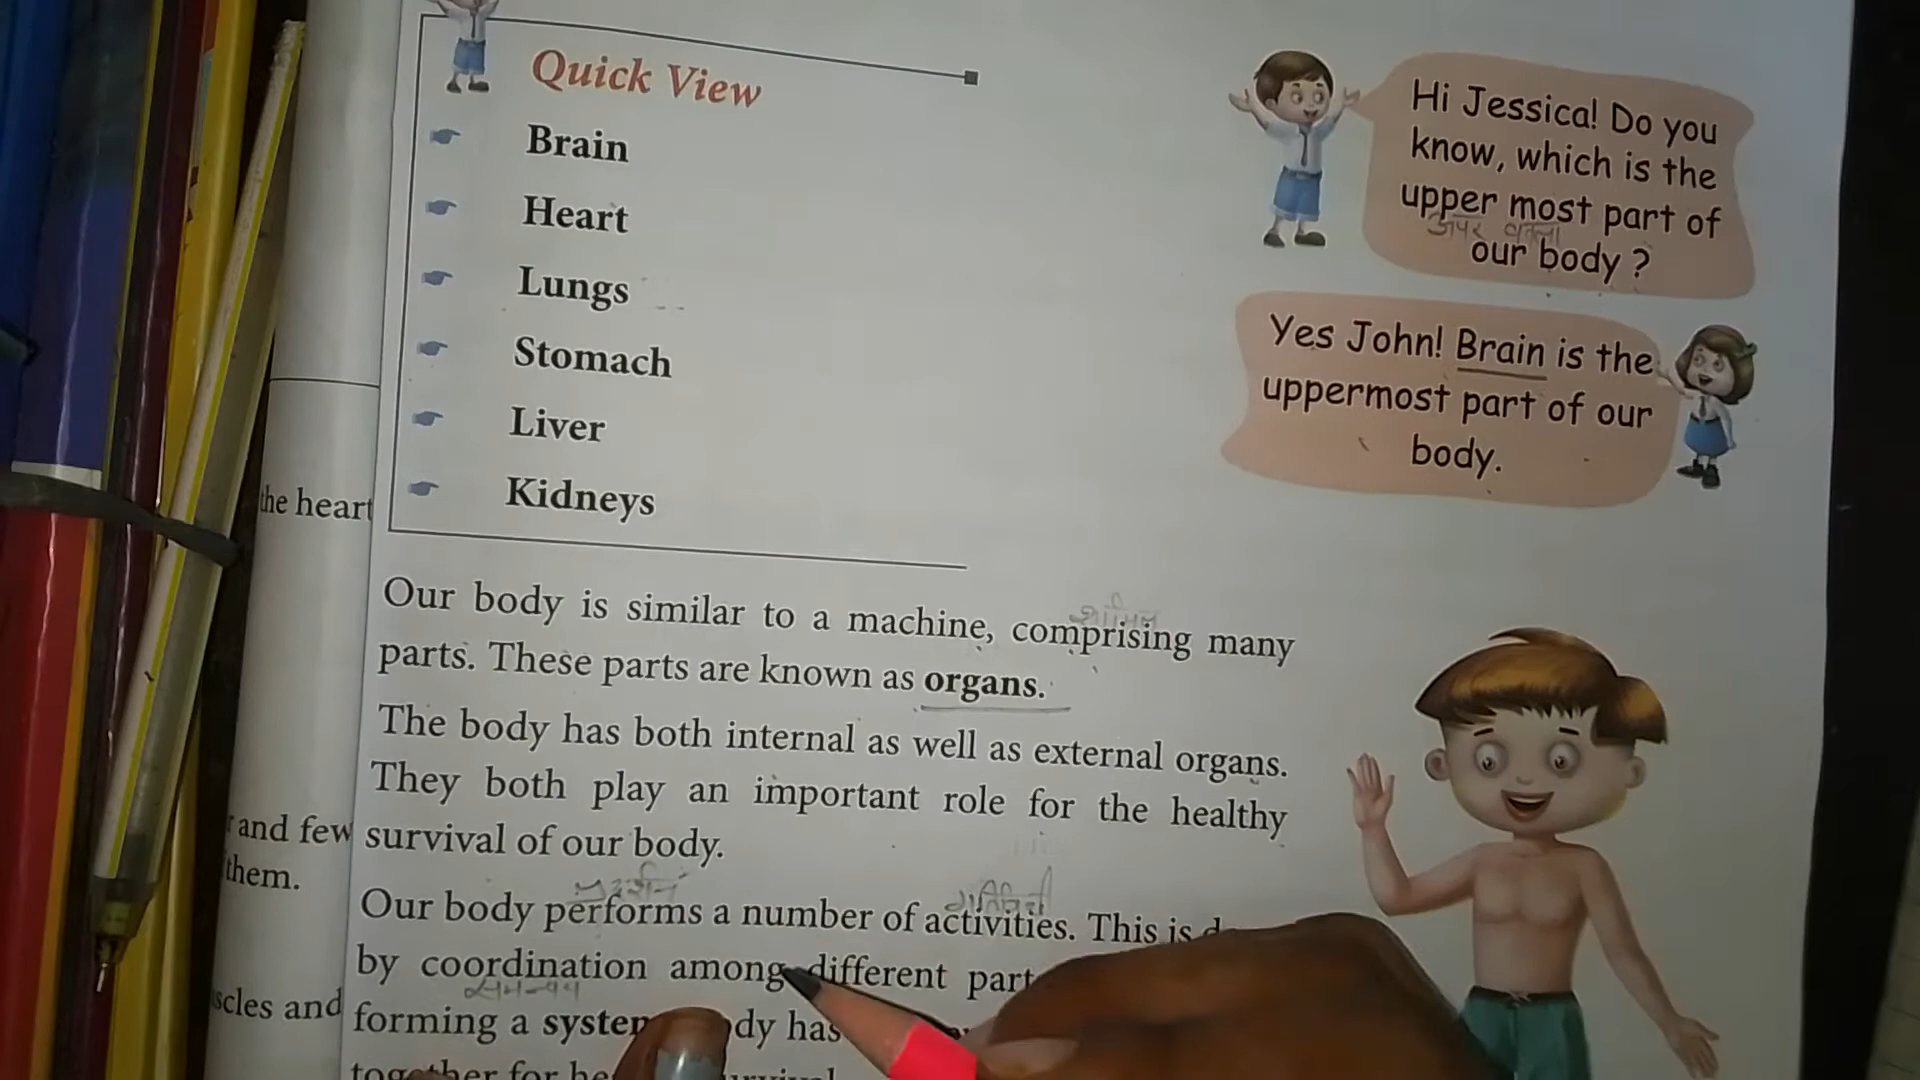 Quick View
Brain
Heart
Lungs
Stomach
Liver
Kidneys
Hi Jessica! Do you
know, which is the
upper most part of
our body ?
Yes John! Brain is the
uppermost part of our
body.
the heart
and few
them.
and
Our body is similar to a machine, comprising many
parts. These parts are known as organs.
The body has both internal as well as external organs.
They both play an important role for the healthy
survival of our body.
Our body performs a number of activities. This is
by coordination among different
forming a has
for